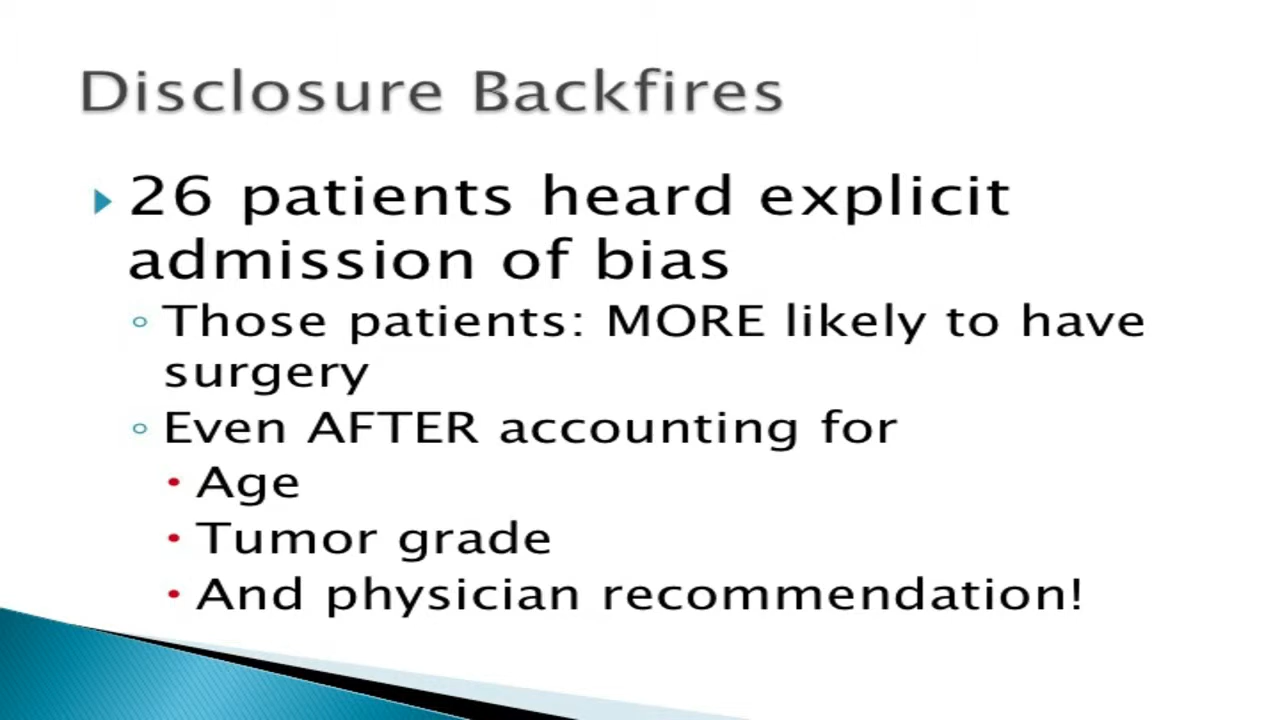 Disclosure Backfires
26 patients heard explicit
admission of bias
Those patients: MORE likely to have
surgery
Even AFTER accounting for
Age
Tumor grade
And physician recommendation!